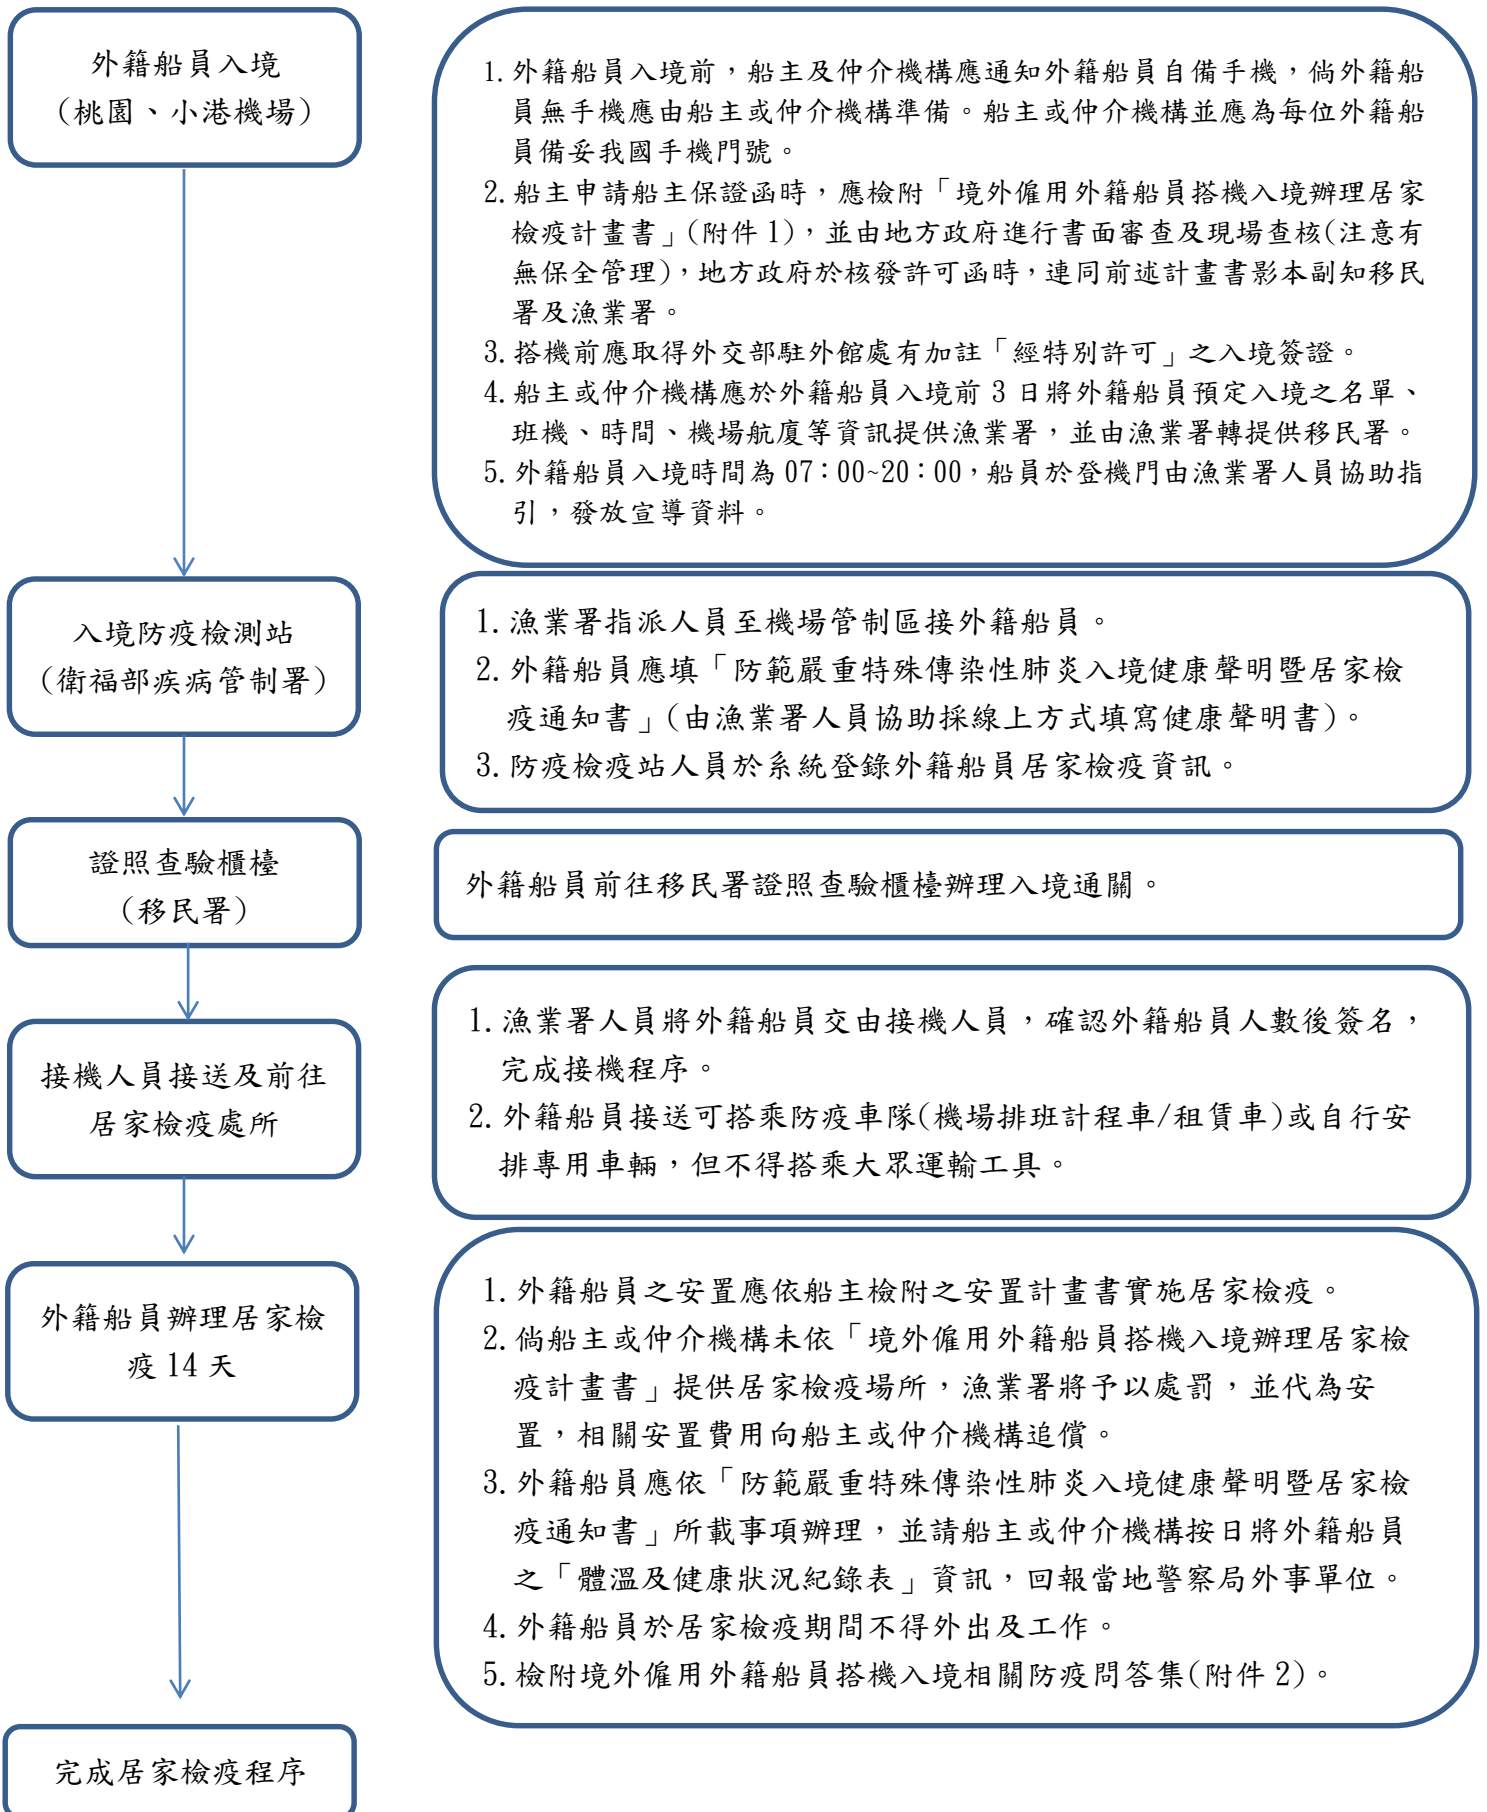 外籍船員入境
(桃園、小港機場)
1.外籍船員入境前，船主及仲介機構應通知外籍船員自備手機，倘外籍船
員無手機應由船主或仲介機構準備。船主或仲介機構並應為每位外籍船
員備妥我國手機門號。
2.船主申請船主保證函時，應檢附「境外僱用外籍船員搭機入境辦理居家
檢疫計畫書」(附件 1)，並由地方政府進行書面審查及現場查核(注意有
無保全管理)，地方政府於核發許可函時，連同前述計畫書影本副知移民
署及漁業署。
3.搭機前應取得外交部駐外館處有加註「經特別許可」之入境簽證。
4.船主或仲介機構應於外籍船員入境前 3 日將外籍船員預定入境之名單、
班機、時間、機場航廈等資訊提供漁業署，並由漁業署轉提供移民署。
5.外籍船員入境時間為 07：00~20：00，船員於登機門由漁業署人員協助指
引，發放宣導資料。
入境防疫檢測站
(衛福部疾病管制署)
1.漁業署指派人員至機場管制區接外籍船員。
2.外籍船員應填「防範嚴重特殊傳染性肺炎入境健康聲明暨居家檢
疫通知書」(由漁業署人員協助採線上方式填寫健康聲明書)。
3.防疫檢疫站人員於系統登錄外籍船員居家檢疫資訊。
證照查驗櫃檯
(移民署)
外籍船員前往移民署證照查驗櫃檯辦理入境通關。
接機人員接送及前往
居家檢疫處所
1.漁業署人員將外籍船員交由接機人員，確認外籍船員人數後簽名，
完成接機程序。
2.外籍船員接送可搭乘防疫車隊(機場排班計程車/租賃車)或自行安
排專用車輛，但不得搭乘大眾運輸工具。
外籍船員辦理居家檢
疫 14 天
1.外籍船員之安置應依船主檢附之安置計畫書實施居家檢疫。
2.倘船主或仲介機構未依「境外僱用外籍船員搭機入境辦理居家檢
疫計畫書」提供居家檢疫場所，漁業署將予以處罰，並代為安
置，相關安置費用向船主或仲介機構追償。
3.外籍船員應依「防範嚴重特殊傳染性肺炎入境健康聲明暨居家檢
疫通知書」所載事項辦理，並請船主或仲介機構按日將外籍船員
之「體溫及健康狀況紀錄表」資訊，回報當地警察局外事單位。
4.外籍船員於居家檢疫期間不得外出及工作。
5.檢附境外僱用外籍船員搭機入境相關防疫問答集(附件 2)。
完成居家檢疫程序